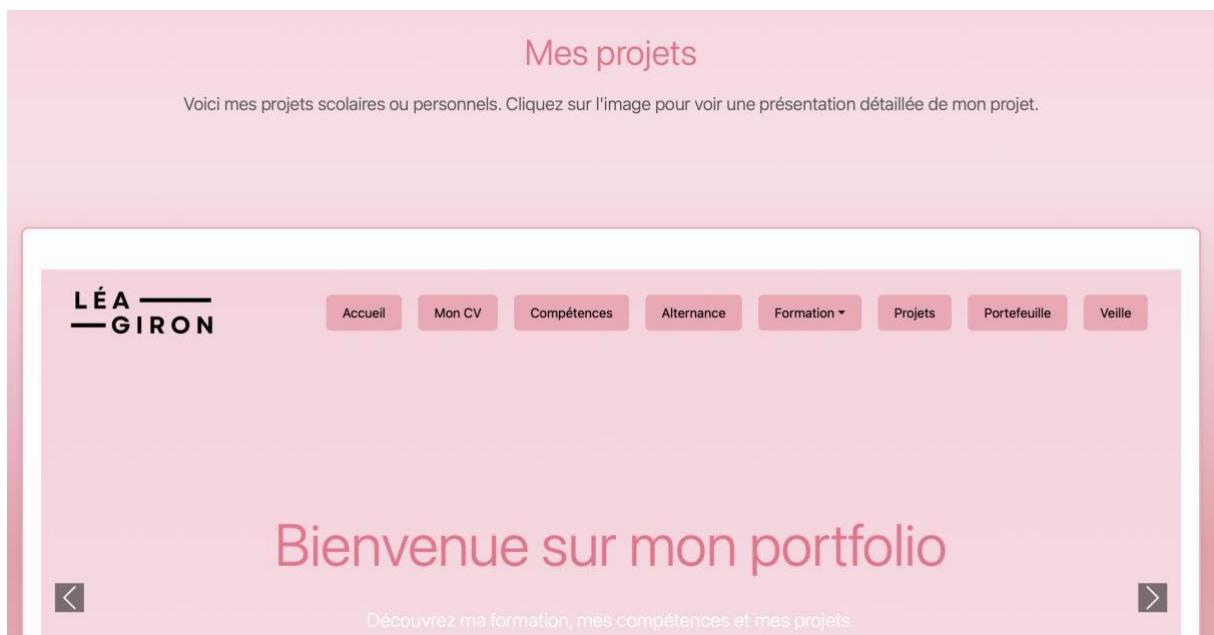 Mes projets
Voici mes projets scolaires ou personnels. Cliquez sur l'image pour voir une présentation détaillée de mon projet.
LÉA
GIRON
Accueil Mon CV Compétences Alternance Formation Projets Portefeuille Veille
Bienvenue sur mon portfolio
Découvrez ma formation, mes compétences et mes projets.